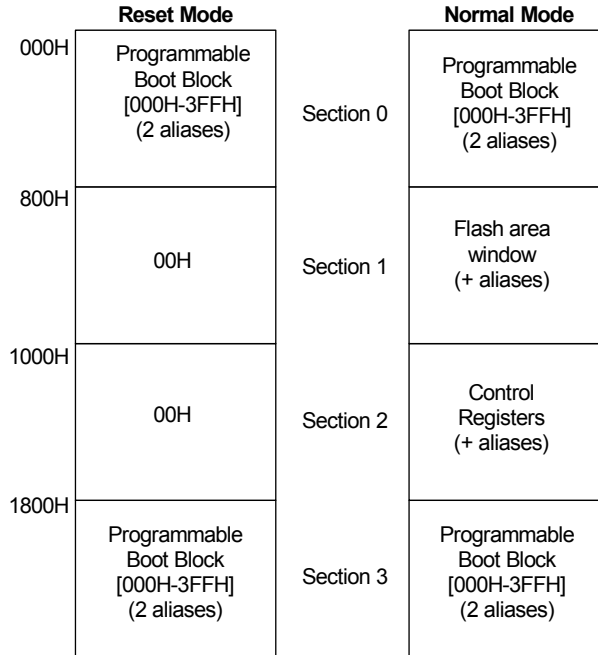 Reset Mode
Normal Mode
000H
Programmable
Boot Block
[000H-3FFH]
(2 aliases)
Section 0
Programmable
Boot Block
[000H-3FFH]
(2 aliases)
800H
00H
Section 1
Flash area
window
(+ aliases)
1000H
00H
Section 2
Control
Registers
(+ aliases)
1800H
Programmable
Boot Block
[000H-3FFH]
(2 aliases)
Section 3
Programmable
Boot Block
[000H-3FFH]
(2 aliases)